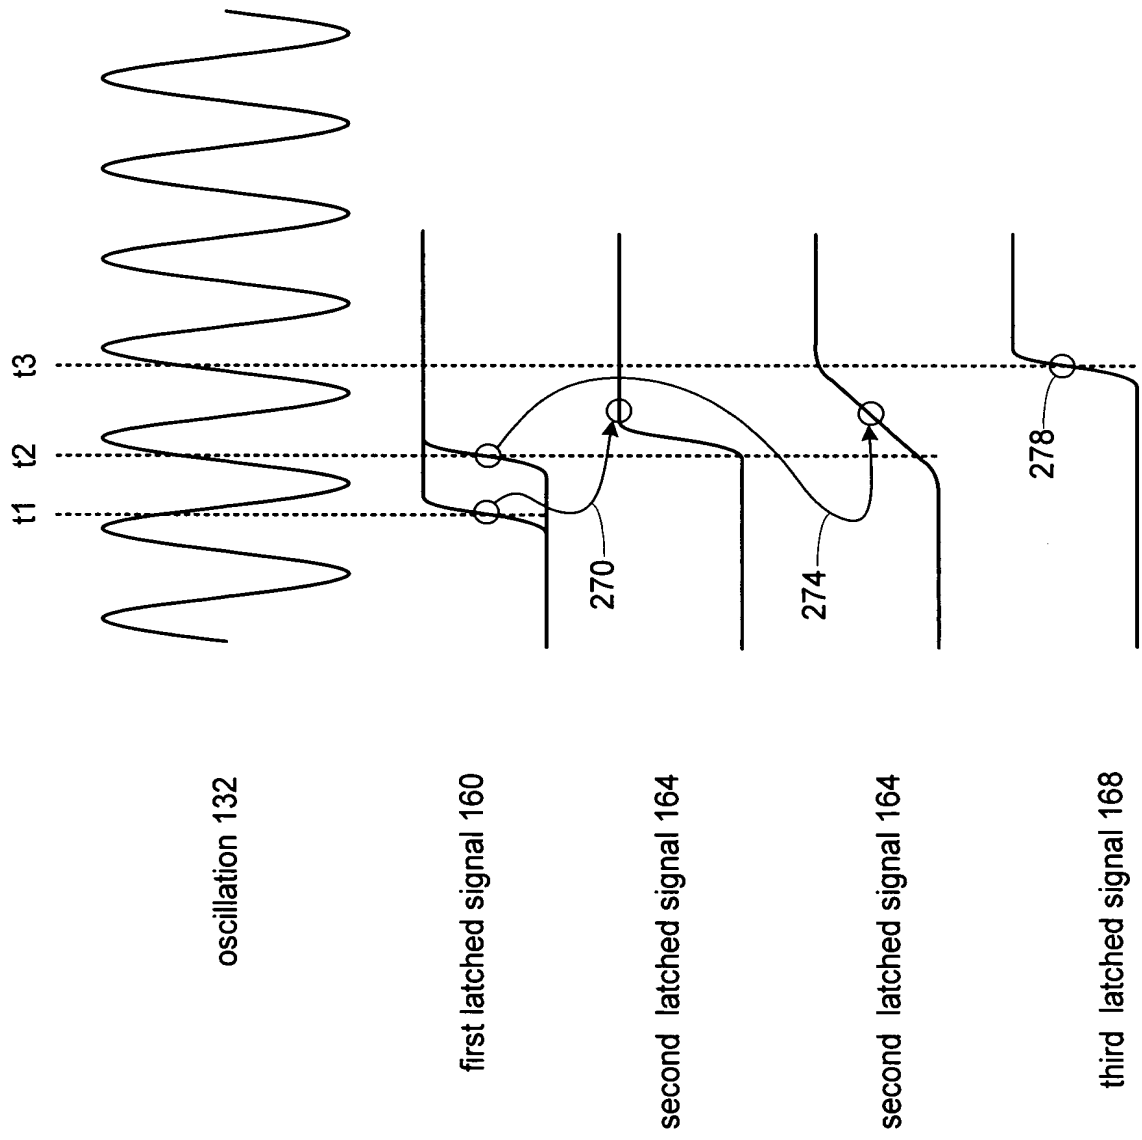 t1
t2
t3
oscillation 132
first latched signal 160
second latched signal 164
270
second latched signal 164
274
third latched signal 168
278